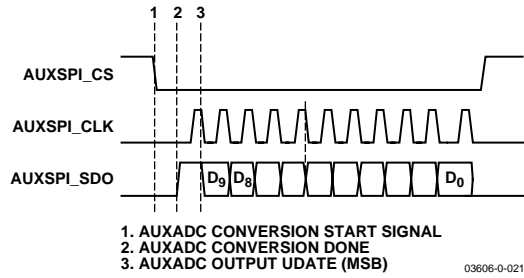 1 2 3
AUXSPI_CS
AUXSPI_CLK
AUXSPI_SDO
D9 D8 D0
1. AUXADC CONVERSION START SIGNAL
2. AUXADC CONVERSION DONE
3. AUXADC OUTPUT UDATE (MSB)
03606-0-021